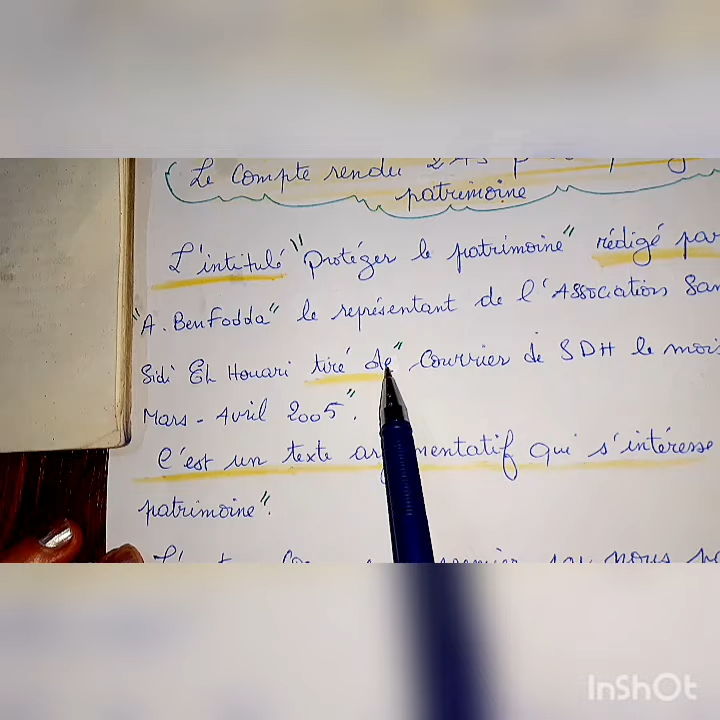 Le compte rendu
patrimoine
L'intitulé "Protéger le patrimoine" rédigé par
"A. BenFodda" le représentant de l'Association
Sidi El Houari tiré de" Courrier de SDH le mois
Mars - Avril 2005".
C'est un texte argumentatif qui s'intéresse
patrimoine".
nous
InShOt